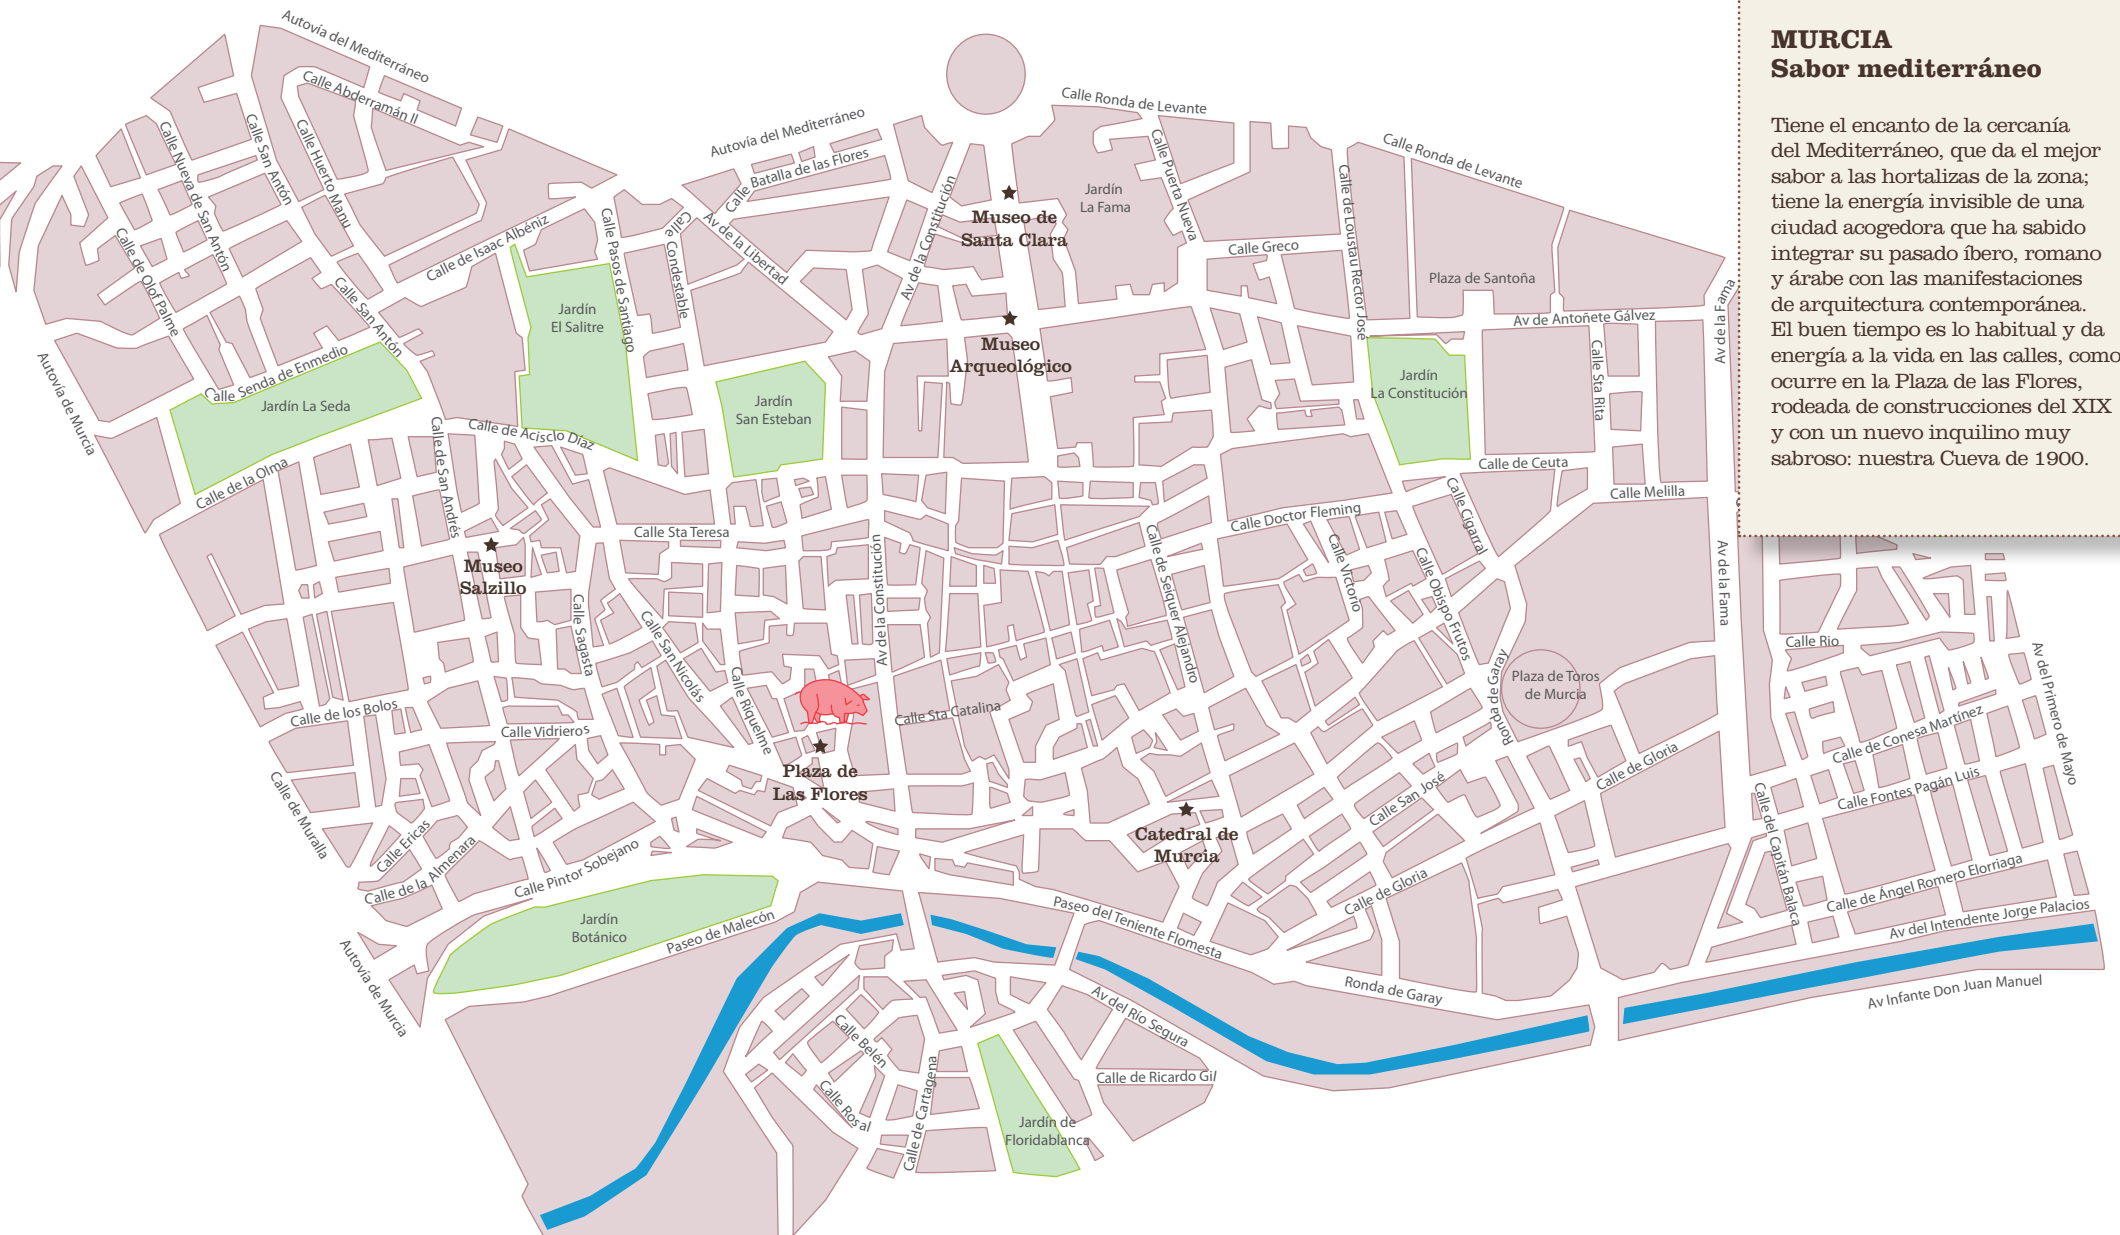 MURCIA
Sabor mediterráneo
Tiene el encanto de la cercanía
del Mediterráneo, que da el mejor
sabor a las hortalizas de la zona;
tiene la energía invisible de una
ciudad acogedora que ha sabido
integrar su pasado íbero, romano
y árabe con las manifestaciones
de arquitectura contemporánea.
El buen tiempo es lo habitual y da
energía a la vida en las calles, como
ocurre en la Plaza de las Flores,
rodeada de construcciones del XIX
y con un nuevo inquilino muy
sabroso: nuestra Cueva de 1900.
Autovía del Mediterráneo
Calle Abderramán II
Calle Nueva de San Antón
Calle San Antón
Calle Huerto Manu
Calle de Olof Palme
Calle San Antón
Calle de Isaac Albéniz
Calle Pasos de Santiago
Calle Condestable
Av de la Libertad
Autovía del Mediterráneo
Calle Batalla de las Flores
Av de la Constitución
Museo de
Santa Clara
Museo
Arqueológico
Calle Ronda de Levante
Jardín
La Fama
Calle Puerta Nueva
Calle Greco
Calle de Loustau Rector Jose
Calle Ronda de Levante
Plaza de Santoña
Av de Antoñete Gálvez
Av de la Fama
Jardín
El Salitre
Autovía de Murcia
Calle Senda de Enmedio
Jardín La Seda
Calle de la Olma
Calle de San Andrés
Calle de Acisclo Díaz
Jardín
San Esteban
Jardín
La Constitución
Calle Sta Rita
Calle de Ceuta
Calle Melilla
Calle Sta Teresa
Museo
Salzillo
Calle Sagasta
Calle San Nicolás
Calle Riquelme
Av de la Constitución
Calle Sta Catalina
Calle de Seiquer Alejandro
Calle Doctor Fleming
Calle Victorio
Calle Cigarral
Calle Obispo Frutos
Ronda de Garay
Plaza de Toros
de Murcia
Av de la Fama
Calle Rio
Av del Primero de Mayo
Calle de los Bolos
Calle Vidrieros
Plaza de
Las Flores
Calle de Muralla
Calle Ericas
Calle de la Almenara
Calle Pintor Sobejano
Catedral de
Murcia
Calle San José
Calle de Gloria
Calle de Gloria
Calle de Conesa Martínez
Calle Fontes Pagán Luis
Calle del Capitán Balaca
Calle de Ángel Romero Elorriaga
Av del Intendente Jorge Palacios
Av Infante Don Juan Manuel
Autovía de Murcia
Jardín
Botánico
Paseo de Malecón
Paseo del Teniente Flomesta
Ronda de Garay
Av del Río Segura
Calle de Ricardo Gil
Calle Belén
Calle Rosal
Calle de Cartagena
Jardín de
Floridablanca